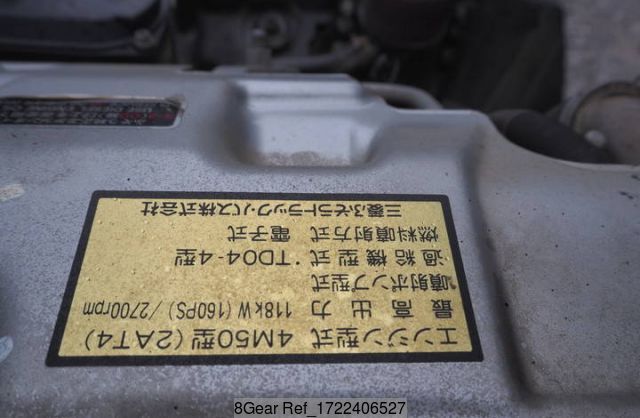 エンジン型式 4M50型(2AT4)
最高出力 118kW(160PS)/2700rpm
噴射ポンプ型式
過給機型式 TD04-4型
燃料噴射方式 電子式
三菱ふそうトラック・バス株式会社
8Gear Ref_1722406527